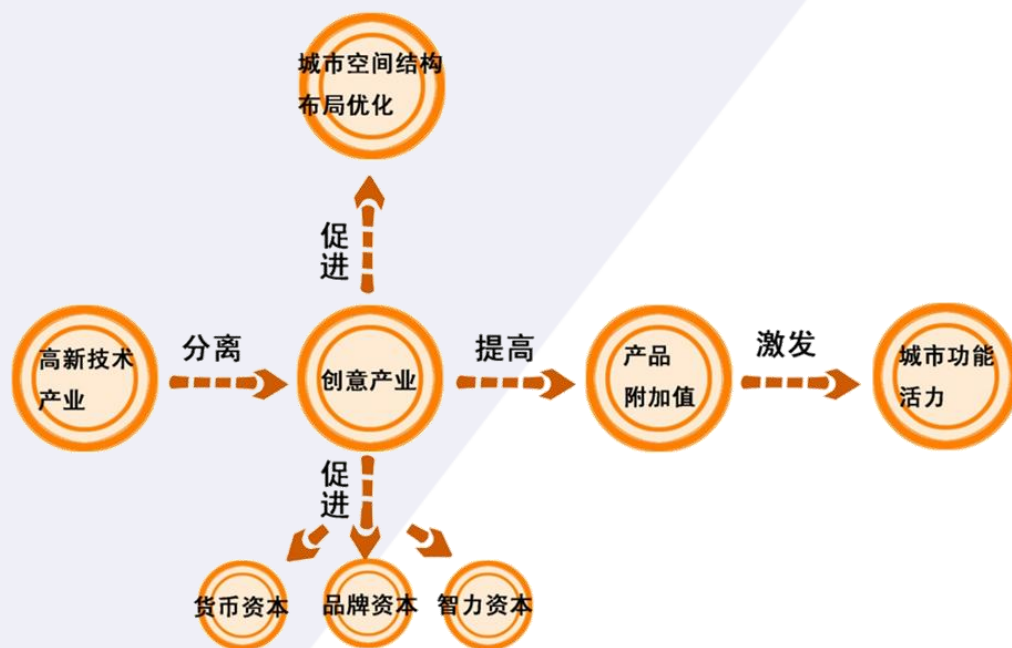 城市空间结构
布局优化
促
进
高新技术
产业
分离
创意产业
提高
产品
附加值
激发
城市功能
活力
促
进
货币资本
品牌资本
智力资本